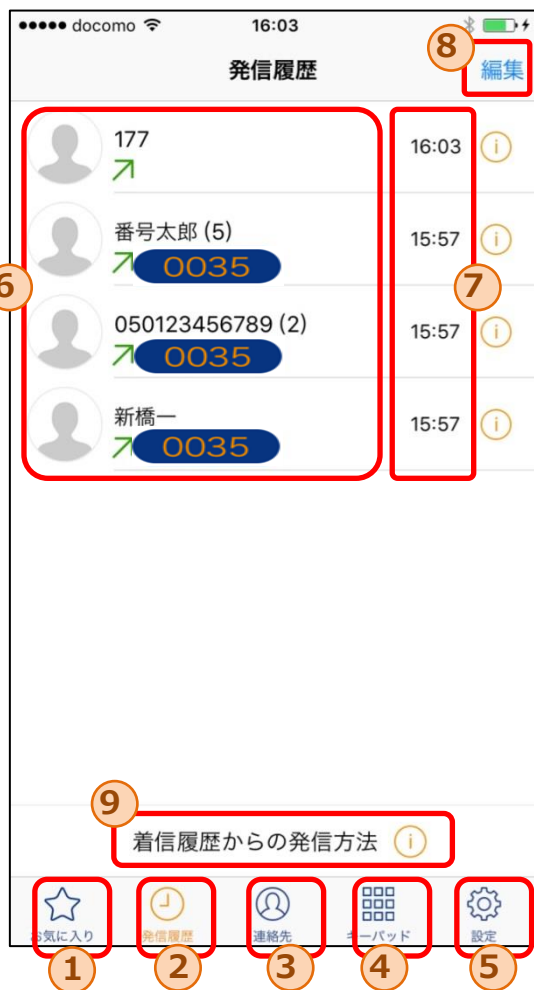 docomo 16:03
8
発信履歴 編集
177 16:03
番号太郎 (5) 15:57
0035
6 7
050123456789 (2) 15:57
0035
新橋一 15:57
0035
9
着信履歴からの発信方法 i
お気に入り 発信履歴 連絡先 キーパッド 設定
1 2 3 4 5